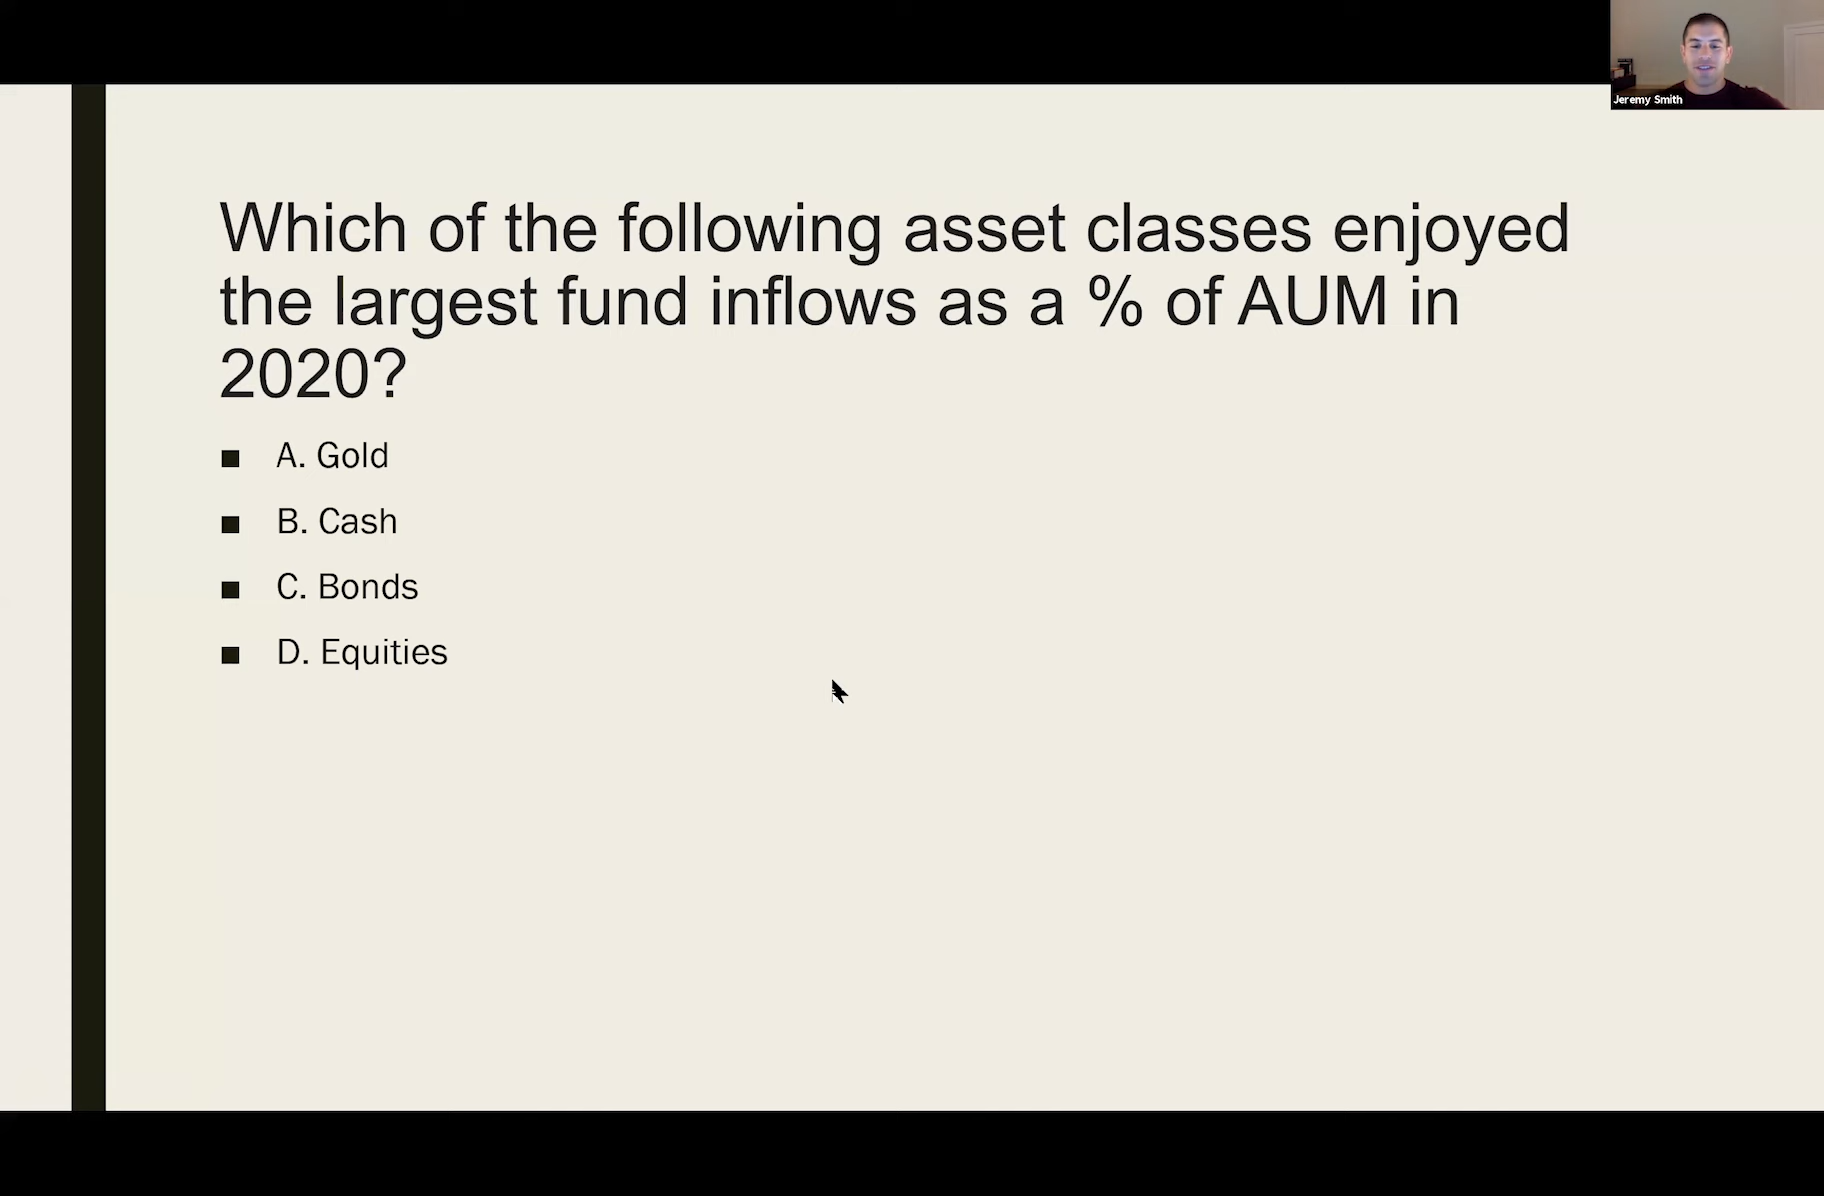 Jeremy Smith
Which of the following asset classes enjoyed
the largest fund inflows as a % of AUM in
2020?
■ A. Gold
■ B. Cash
■ C. Bonds
■ D. Equities